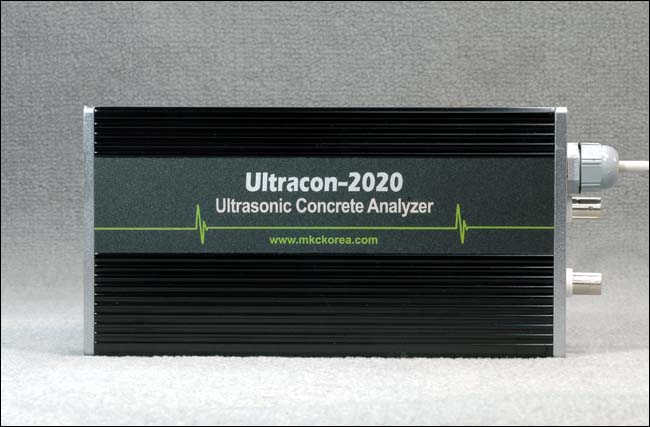 Ultracon-2020
Ultrasonic Concrete Analyzer
www.mkckorea.com